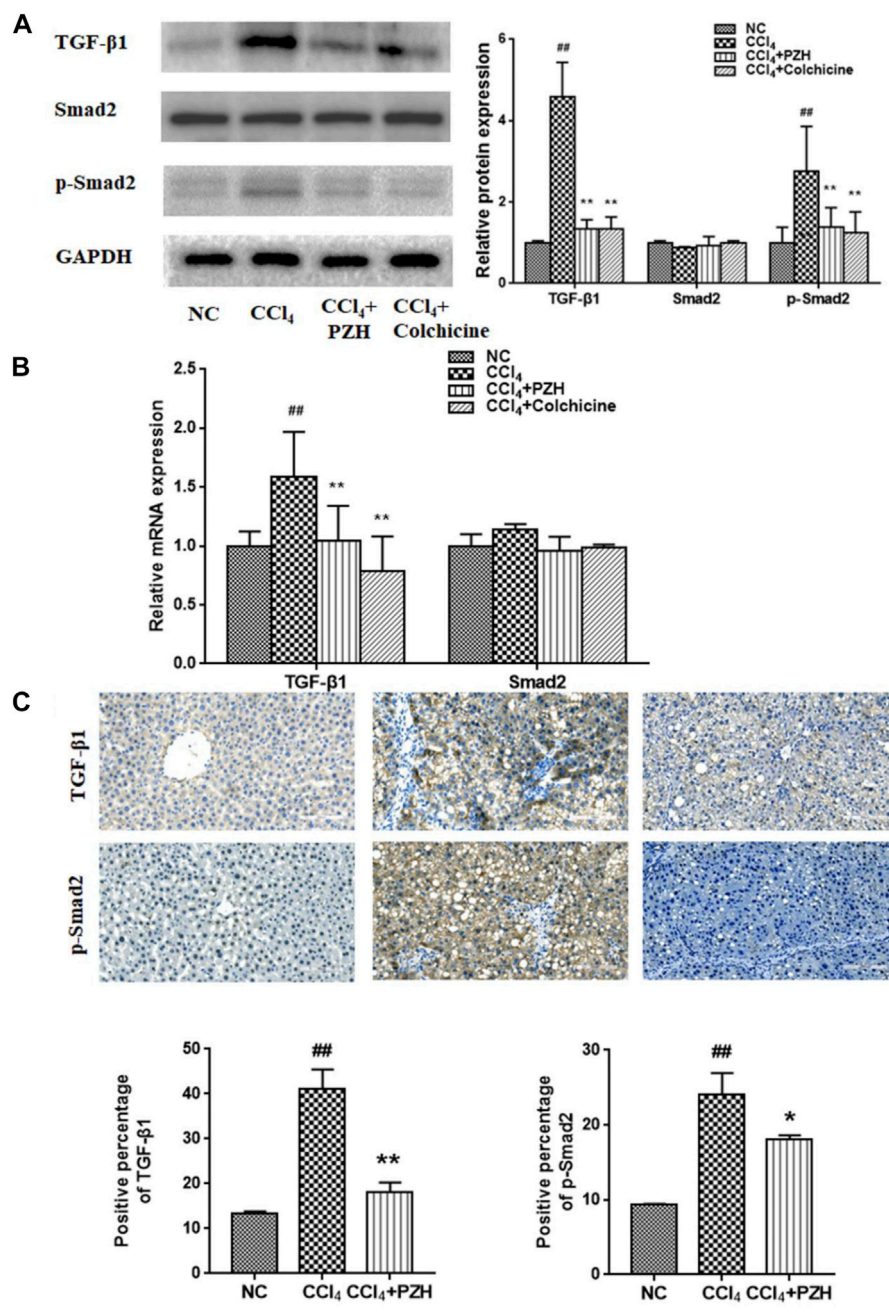 A
TGF-β1
Smad2
p-Smad2
GAPDH
NC
CCl4
CCl4+
PZH
CCl4+
Colchicine
Relative protein expression
8
6
4
2
0
NC
CCl4
CCl4+PZH
CCl4+Colchicine
##
**
**
##
**
**
TGF-β1
Smad2
p-Smad2
B
Relative mRNA expression
2.5
2.0
1.5
1.0
0.5
0.0
NC
CCl4
CCl4+PZH
CCl4+Colchicine
##
**
**
TGF-β1
Smad2
C
TGF-β1
p-Smad2
Positive percentage
of TGF-β1
50
40
30
20
10
0
##
**
NC
CCl4
CCl4+PZH
Positive percentage
of p-Smad2
30
20
10
0
##
*
NC
CCl4
CCl4+PZH